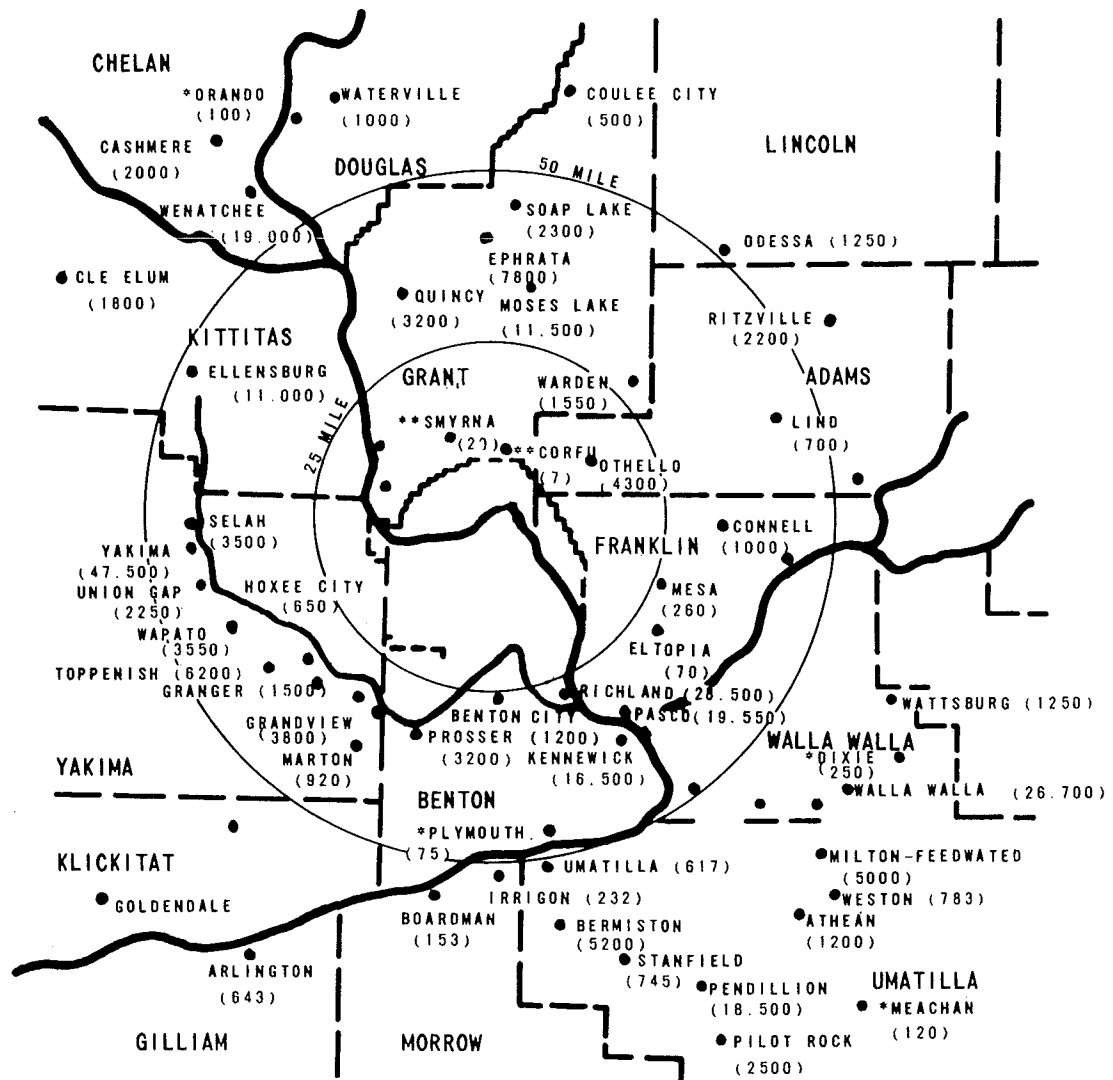 CHELAN
*ORANDO
(100)
WATERVILLE
(1000)
COULEE CITY
(500)
CASHMERE
(2000)
LINCOLN
DOUGLAS
50 MILE
WENATCHEE
(19.000)
SOAP LAKE
(2300)
ODESSA (1250)
EPHRATA
(7800)
CLE ELUM
(1800)
QUINCY
(3200)
MOSES LAKE
(11.500)
RITZVILLE
(2200)
KITTITAS
ELLENSBURG
(11.000)
GRANT
WARDEN
(1550)
ADAMS
25 MILE
**SMYRNA
LIND
(700)
**CORFU
(7)
OTHELLO
(4300)
SELAH
(3500)
CONNELL
(1000)
YAKIMA
(47.500)
FRANKLIN
UNION GAP
(2250)
HOXEE CITY
(650)
MESA
(260)
WAPATO
(3550)
ELTOPIA
(70)
TOPPENISH (6200)
GRANGER (1500)
RICHLAND (28.500)
WATTSBURG (1250)
GRANDVIEW
(3800)
BENTON CITY
(1200)
PASCO (19.550)
PROSSER
(3200)
KENNEWICK
(16.500)
WALLA WALLA
*DIXIE
(250)
MARTON
(920)
YAKIMA
BENTON
WALLA WALLA (26.700)
*PLYMOUTH.
(75)
KLICKITAT
UMATILLA (617)
MILTON-FEEDWATED
(5000)
GOLDENDALE
IRRIGON (232)
WESTON (783)
BOARDMAN
(153)
BERMISTON
(5200)
ATHEAN
(1200)
ARLINGTON
(643)
STANFIELD
(745)
PENDILLION
(18.500)
UMATILLA
*MEACHAN
(120)
GILLIAM
MORROW
PILOT ROCK
(2500)